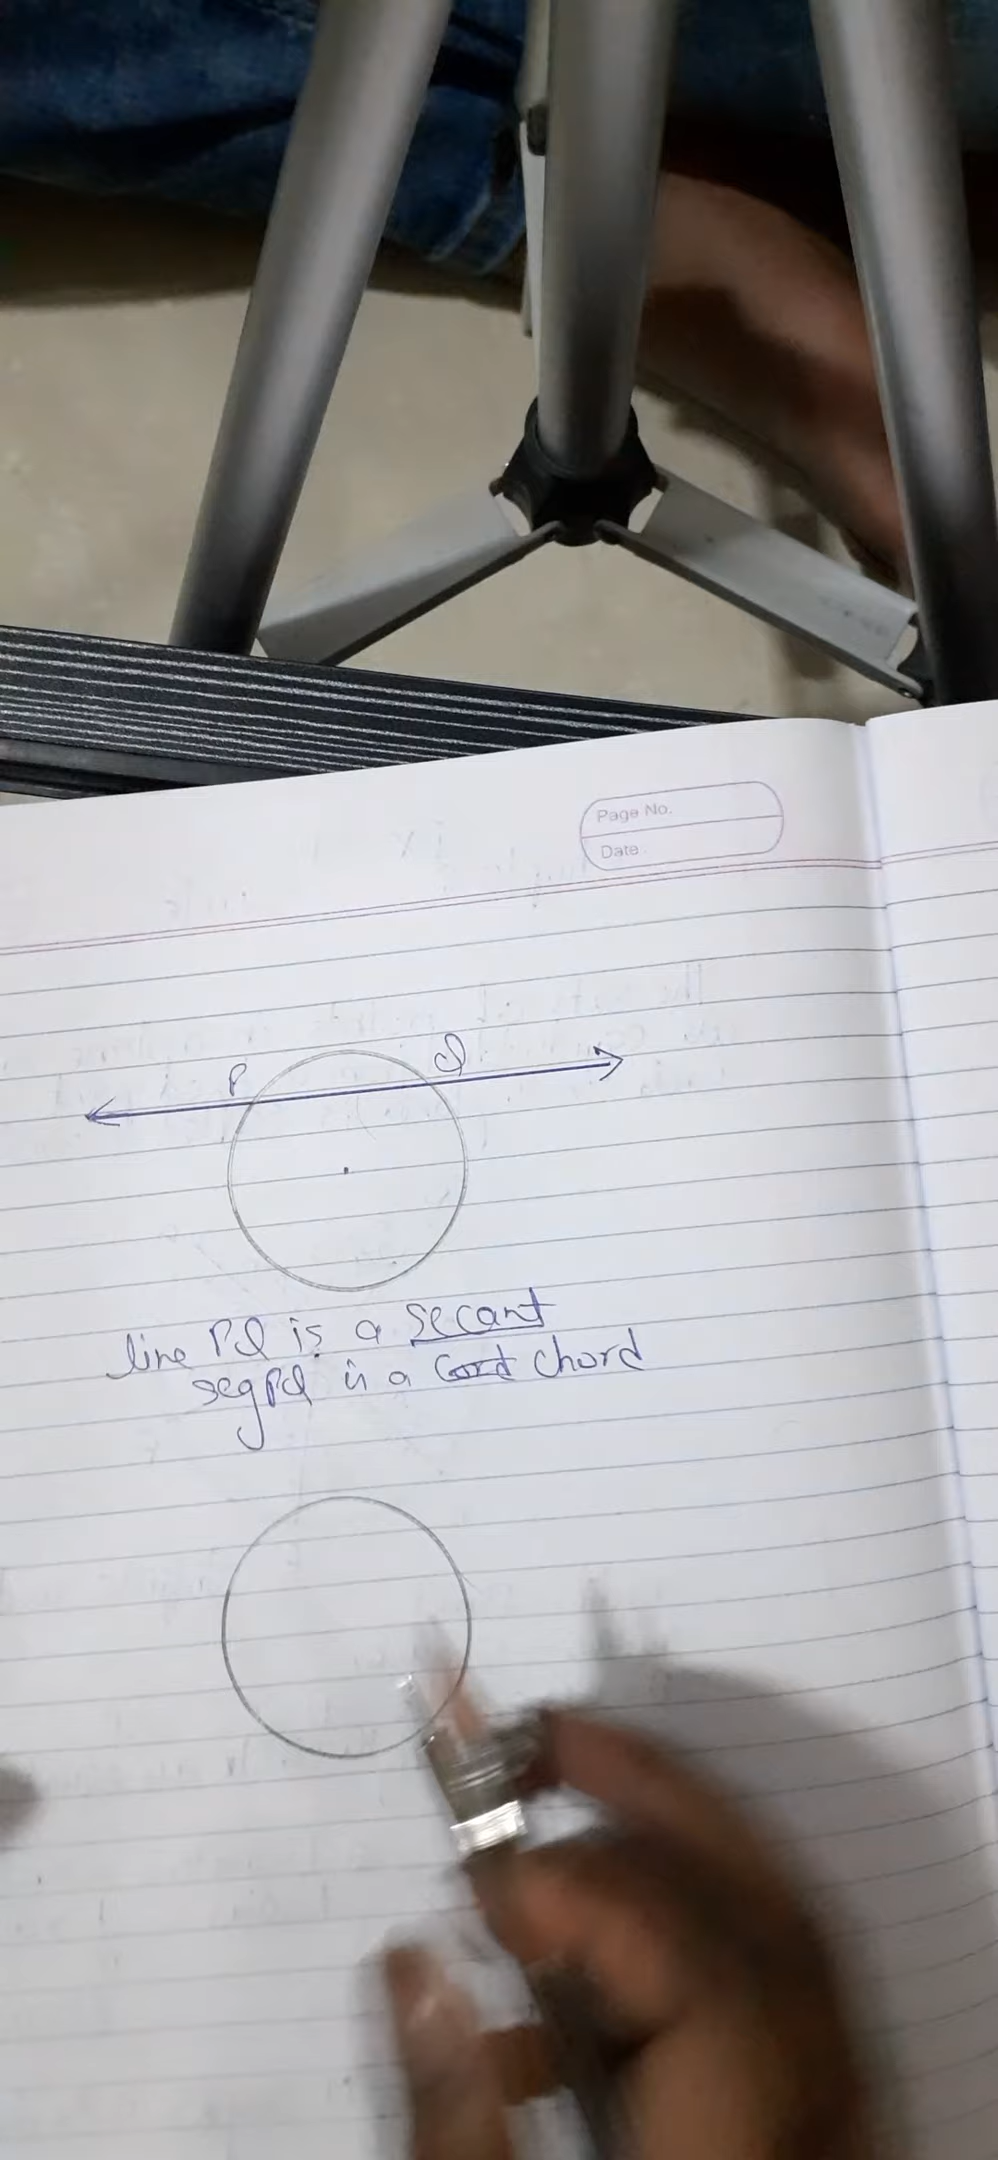 Page No.
Date
P
Q
line PQ is a secant
seg PQ is a Cord chord